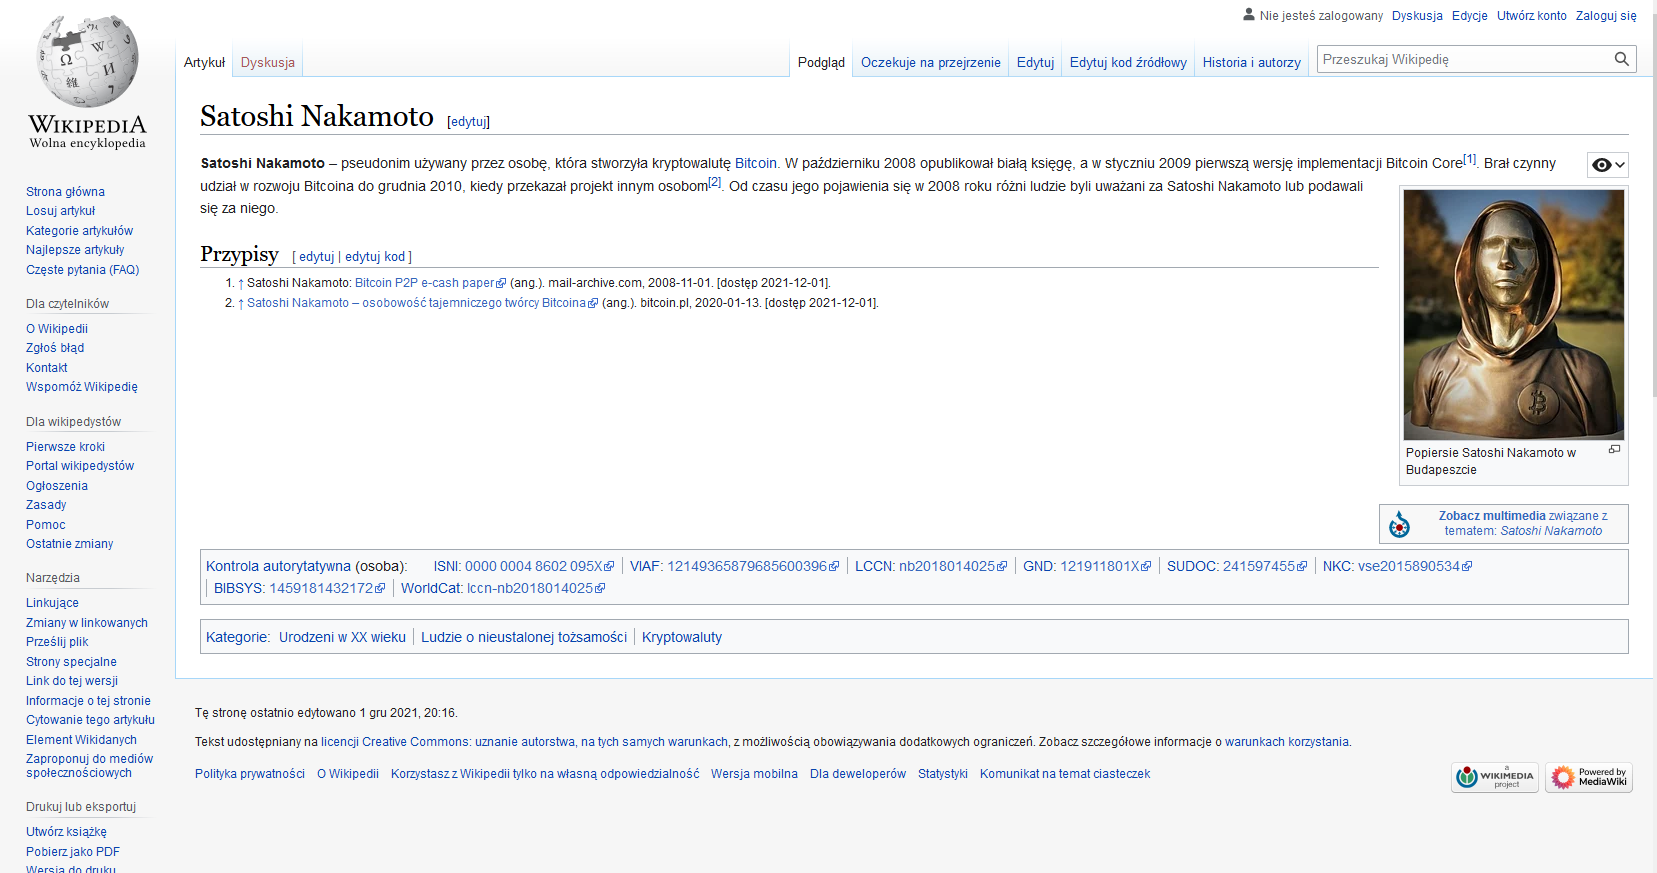 Nie jesteś zalogowany Dyskusja Edycje Utwórz konto Zaloguj się
Artykuł Dyskusja Podgląd Oczekuje na przejrzenie Edytuj Edytuj kod źródłowy Historia i autorzy Przeszukaj Wikipedię
WIKIPEDIA
Wolna encyklopedia
Strona główna
Losuj artykuł
Kategorie artykułów
Najlepsze artykuły
Częste pytania (FAQ)
Dla czytelników
O Wikipedii
Zgłoś błąd
Kontakt
Wspomóż Wikipedię
Dla wikipedystów
Pierwsze kroki
Portal wikipedystów
Ogłoszenia
Zasady
Pomoc
Ostatnie zmiany
Narzędzia
Linkujące
Zmiany w linkowanych
Prześlij plik
Strony specjalne
Link do tej wersji
Informacje o tej stronie
Cytowanie tego artykułu
Element Wikidanych
Zaproponuj do mediów
społecznościowych
Drukuj lub eksportuj
Utwórz książkę
Pobierz jako PDF
Wersja do druku
Satoshi Nakamoto [edytuj]
Satoshi Nakamoto – pseudonim używany przez osobę, która stworzyła kryptowalutę Bitcoin. W październiku 2008 opublikował białą księgę, a w styczniu 2009 pierwszą wersję implementacji Bitcoin Core[1]. Brał czynny
udział w rozwoju Bitcoina do grudnia 2010, kiedy przekazał projekt innym osobom[2]. Od czasu jego pojawienia się w 2008 roku różni ludzie byli uważani za Satoshi Nakamoto lub podawali
się za niego.
Popiersie Satoshi Nakamoto w
Budapeszcie
Przypisy [ edytuj | edytuj kod ]
1. ↑ Satoshi Nakamoto: Bitcoin P2P e-cash paper (ang.). mail-archive.com, 2008-11-01. [dostęp 2021-12-01].
2. ↑ Satoshi Nakamoto – osobowość tajemniczego twórcy Bitcoina (ang.). bitcoin.pl, 2020-01-13. [dostęp 2021-12-01].
Zobacz multimedia związane z
tematem: Satoshi Nakamoto
Kontrola autorytatywna (osoba): ISNI: 0000 0004 8602 095X | VIAF: 12149365879685600396 | LCCN: nb2018014025 | GND: 121911801X | SUDOC: 241597455 | NKC: vse2015890534
| BIBSYS: 1459181432172 | WorldCat: lccn-nb2018014025
Kategorie: Urodzeni w XX wieku | Ludzie o nieustalonej tożsamości | Kryptowaluty
Tę stronę ostatnio edytowano 1 gru 2021, 20:16.
Tekst udostępniany na licencji Creative Commons: uznanie autorstwa, na tych samych warunkach, z możliwością obowiązywania dodatkowych ograniczeń. Zobacz szczegółowe informacje o warunkach korzystania.
Polityka prywatności O Wikipedii Korzystasz z Wikipedii tylko na własną odpowiedzialność Wersja mobilna Dla deweloperów Statystyki Komunikat na temat ciasteczek
A
WIKIMEDIA
project
Powered by
MediaWiki